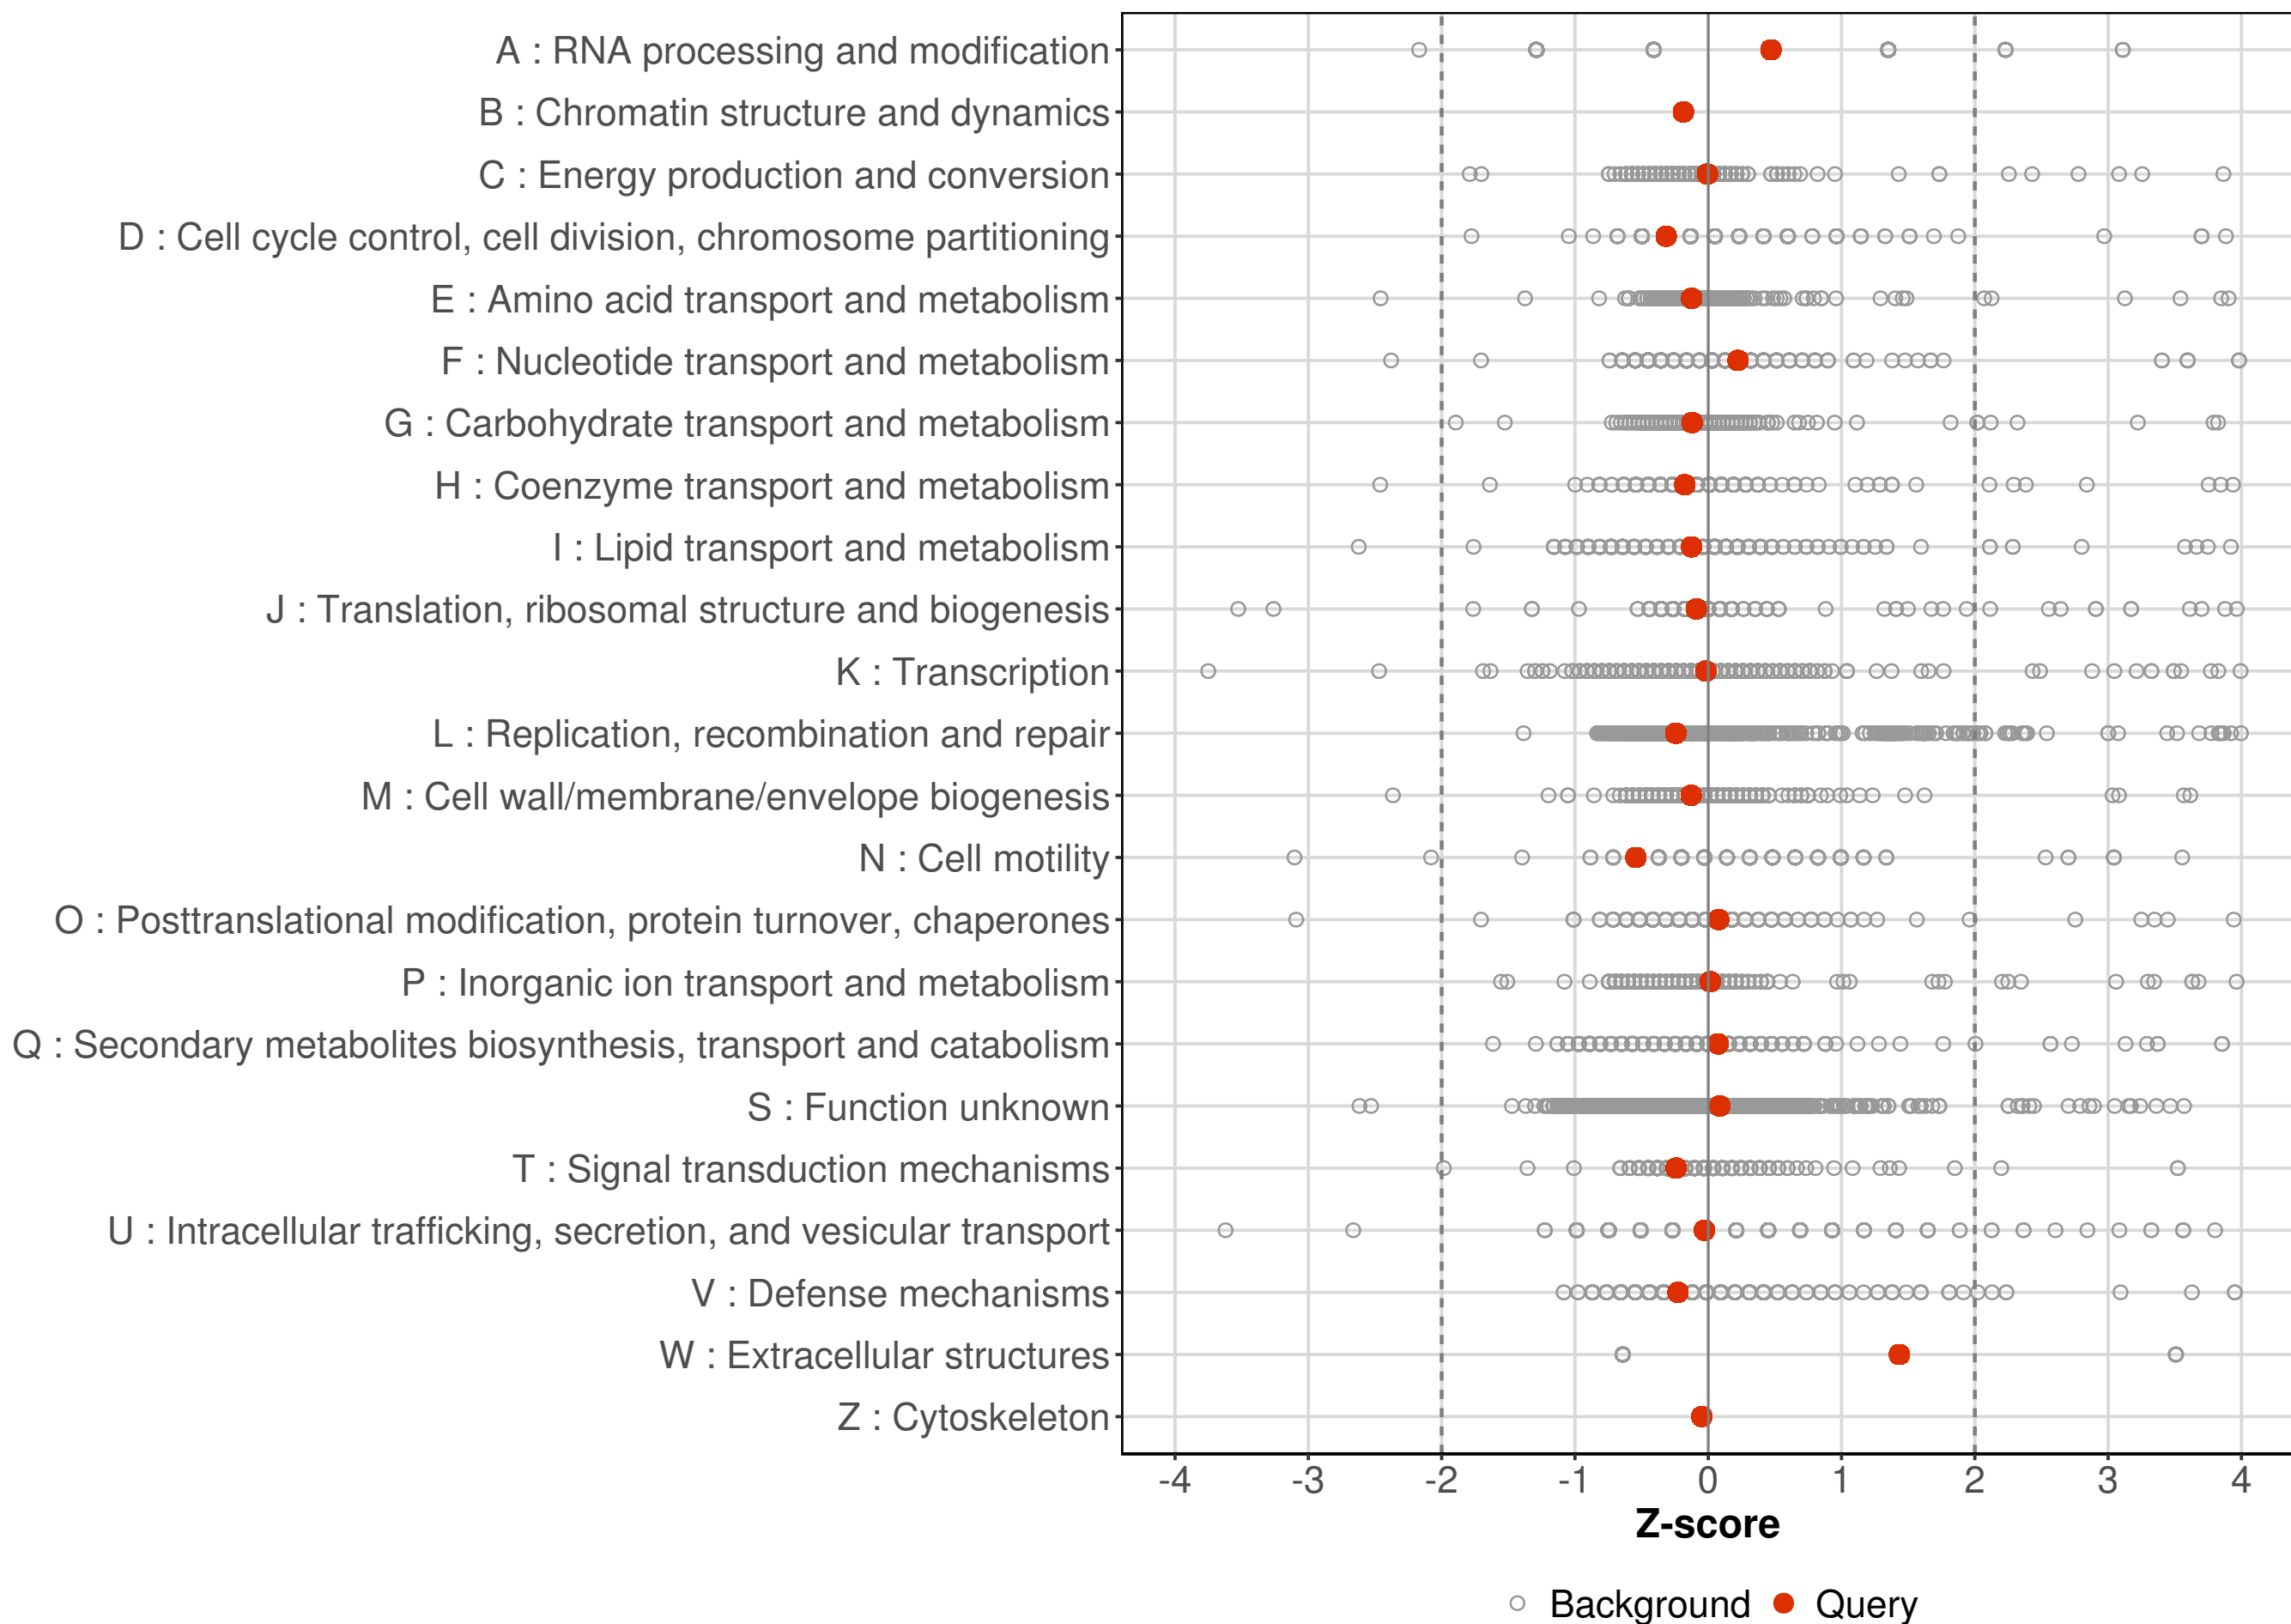 A : RNA processing and modification
B : Chromatin structure and dynamics
C : Energy production and conversion
D : Cell cycle control, cell division, chromosome partitioning
E : Amino acid transport and metabolism
F : Nucleotide transport and metabolism
G : Carbohydrate transport and metabolism
H : Coenzyme transport and metabolism
I : Lipid transport and metabolism
J : Translation, ribosomal structure and biogenesis
K : Transcription
L : Replication, recombination and repair
M : Cell wall/membrane/envelope biogenesis
N : Cell motility
O : Posttranslational modification, protein turnover, chaperones
P : Inorganic ion transport and metabolism
Q : Secondary metabolites biosynthesis, transport and catabolism
S : Function unknown
T : Signal transduction mechanisms
U : Intracellular trafficking, secretion, and vesicular transport
V : Defense mechanisms
W : Extracellular structures
Z : Cytoskeleton
-4 -3 -2 -1 0 1 2 3 4
Z-score
Background Query